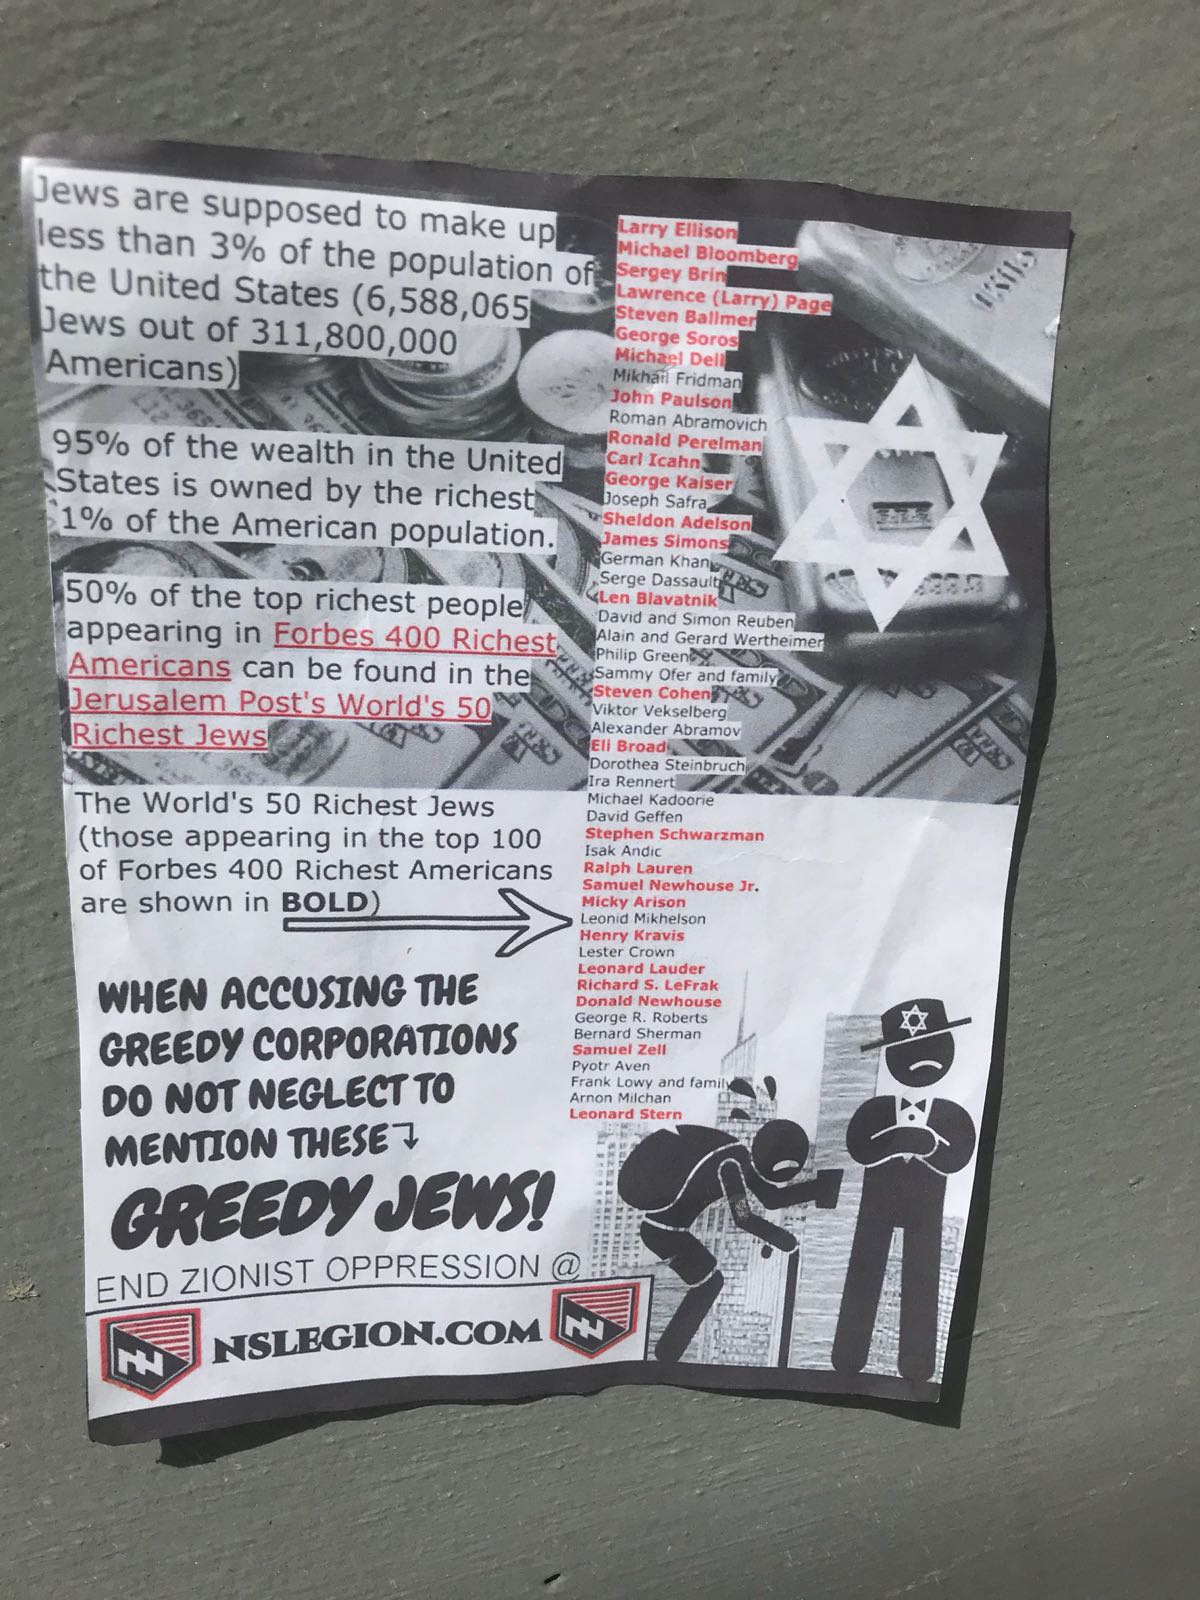 Jews are supposed to make up
less than 3% of the population of
the United States (6,588,065
Jews out of 311,800,000
Americans)
95% of the wealth in the United
States is owned by the richest
1% of the American population.
50% of the top richest people
appearing in Forbes 400 Richest
Americans can be found in the
Jerusalem Post's World's 50
Richest Jews
The World's 50 Richest Jews
(those appearing in the top 100
of Forbes 400 Richest Americans
are shown in BOLD)
Larry Ellison
Michael Bloomberg
Sergey Brin
Lawrence (Larry) Page
Steven Ballmer
George Soros
Michael Dell
Mikhail Fridman
John Paulson
Roman Abramovich
Ronald Perelman
Carl Icahn
George Kaiser
Joseph Safra
Sheldon Adelson
James Simons
German Khan
Serge Dassault
Len Blavatnik
David and Simon Reuben
Alain and Gerard Wertheimer
Philip Green
Sammy Ofer and family
Steven Cohen
Viktor Vekselberg
Alexander Abramov
Eli Broad
Dorothea Steinbruch
Ira Rennert
Michael Kadoorie
David Geffen
Stephen Schwarzman
Isak Andic
Ralph Lauren
Samuel Newhouse Jr.
Micky Arison
Leonid Mikhelson
Henry Kravis
Lester Crown
Leonard Lauder
Richard S. LeFrak
Donald Newhouse
George R. Roberts
Bernard Sherman
Samuel Zell
Pyotr Aven
Frank Lowy and family
Arnon Milchan
Leonard Stern
WHEN ACCUSING THE
GREEDY CORPORATIONS
DO NOT NEGLECT TO
MENTION THESE
GREEDY JEWS!
END ZIONIST OPPRESSION @
NSLEGION.COM